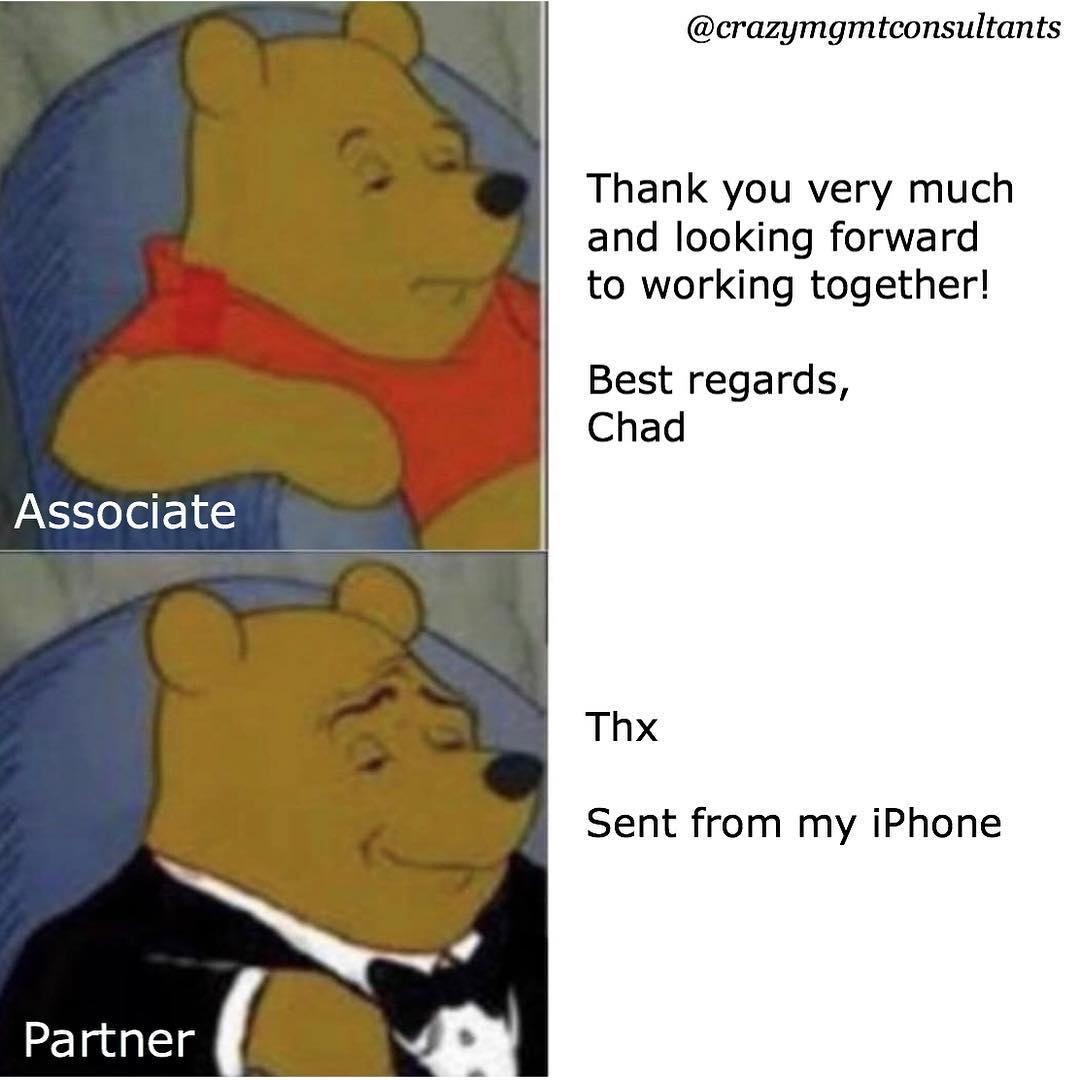 @crazymgmtconsultants
Thank you very much
and looking forward
to working together!
Best regards,
Chad
Associate
Thx
Sent from my iPhone
Partner